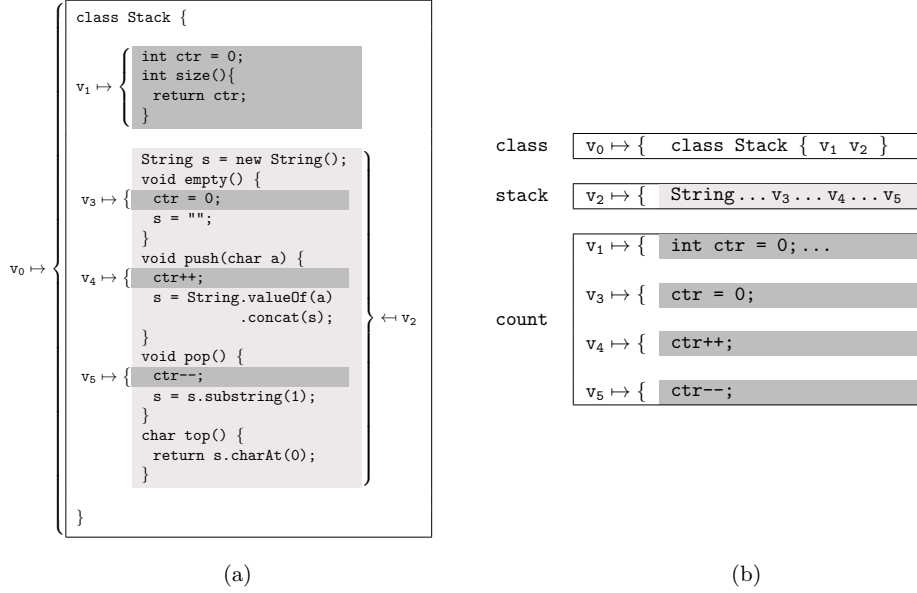 class Stack {
int ctr = 0;
int size(){
v₁ ↦ { return ctr;
}
String s = new String();
void empty() {
v₃ ↦ { ctr = 0;
s = "";
}
void push(char a) {
v₀ ↦ {
v₄ ↦ { ctr++;
s = String.valueOf(a)
.concat(s);
} ↤ v₂
}
void pop() {
v₅ ↦ { ctr--;
s = s.substring(1);
}
char top() {
return s.charAt(0);
}
}
(a)
class v₀ ↦ { class Stack { v₁ v₂ }
stack v₂ ↦ { String...v₃...v₄...v₅
v₁ ↦ { int ctr = 0;...
v₃ ↦ { ctr = 0;
count
v₄ ↦ { ctr++;
v₅ ↦ { ctr--;
(b)